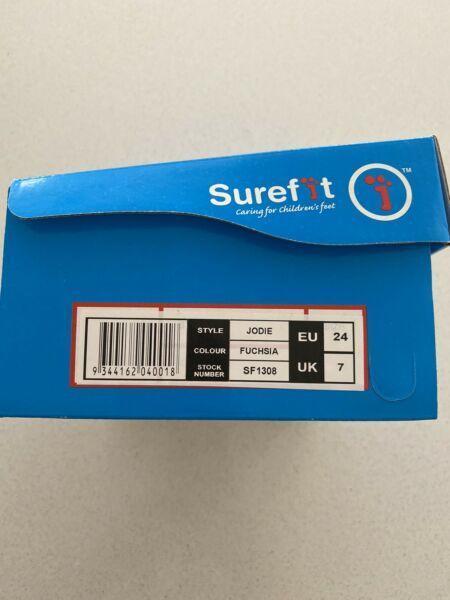 Surefit
TM
Caring for Children's feet
STYLE JODIE EU 24
COLOUR FUCHSIA
STOCK NUMBER SF1308 UK 7
9 344162 040018